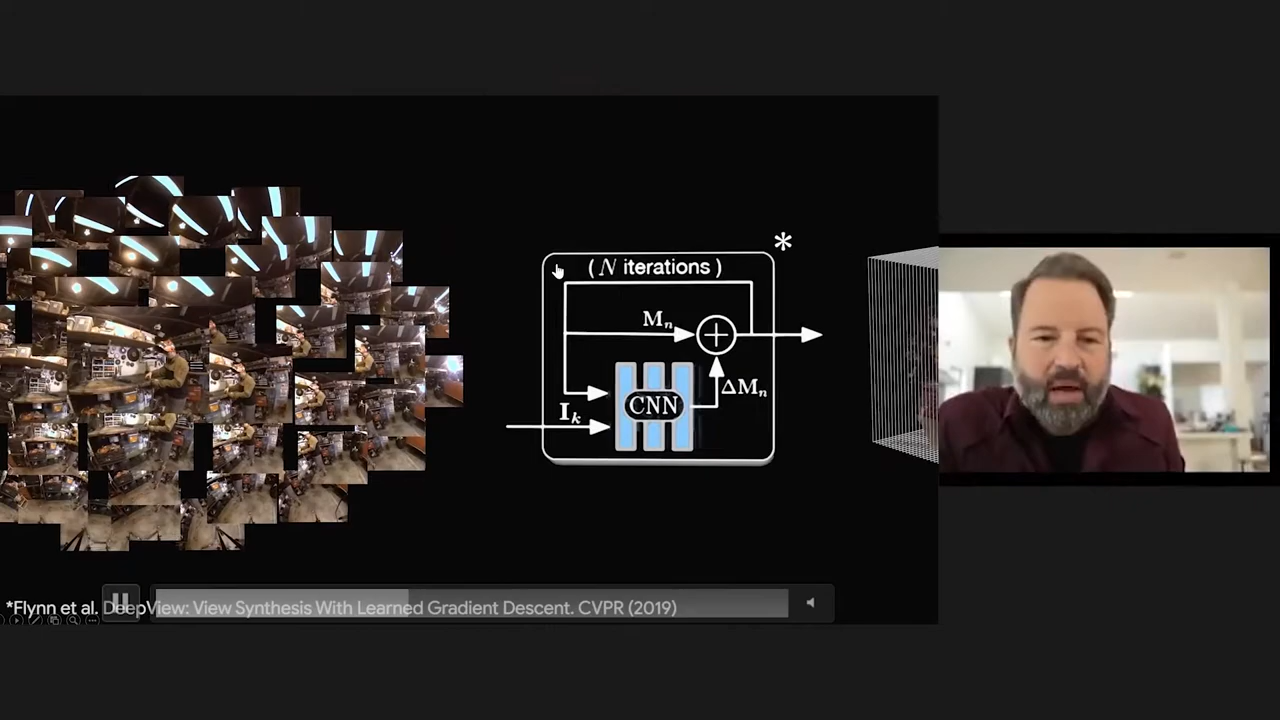 *
( N iterations )
Mₙ
CNN
ΔMₙ
Iₖ
*Flynn et al. DeepView: View Synthesis With Learned Gradient Descent. CVPR (2019)